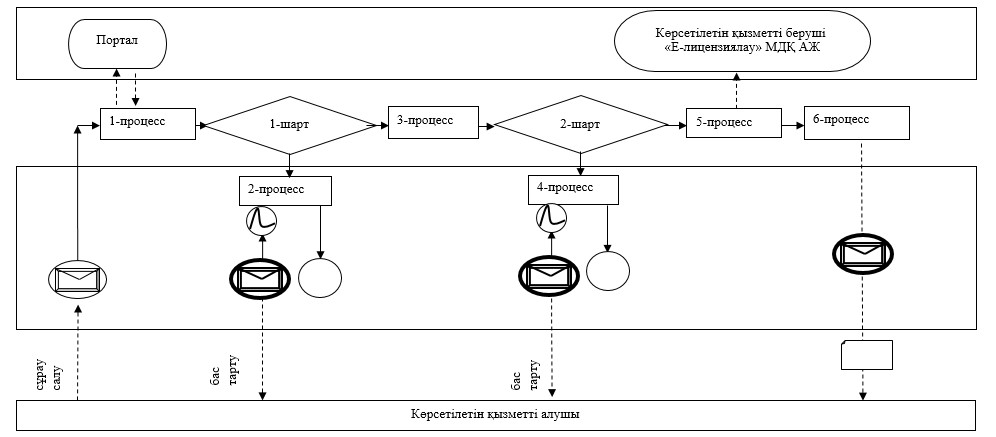 Портал
Көрсетілетін қызметті беруші
«Е-лицензиялау» МДҚ АЖ
1-процесс
1-шарт
3-процесс
2-шарт
5-процесс
6-процесс
2-процесс
4-процесс
сұрау
салу
бас
тарту
бас
тарту
Көрсетілетін қызметті алушы